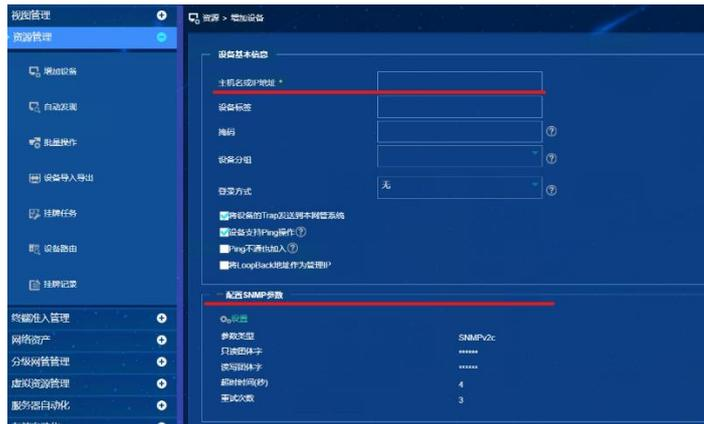 视图管理
资源管理
增加设备
自动发现
批量操作
设备导入导出
挂牌任务
设备路由
挂牌记录
终端准入管理
网络资产
分级网管管理
虚拟资源管理
服务器自动化
资源 > 增加设备
设备基本信息
主机名或IP地址 *
设备标签
掩码
设备分组
登录方式 无
将设备的Trap发送到本网管系统
设备支持Ping操作
Ping不通也加入
将LoopBack地址作为管理IP
配置SNMP参数
设置
参数类型 SNMPv2c
只读团体字 ******
读写团体字 ******
超时时间(秒) 4
重试次数 3